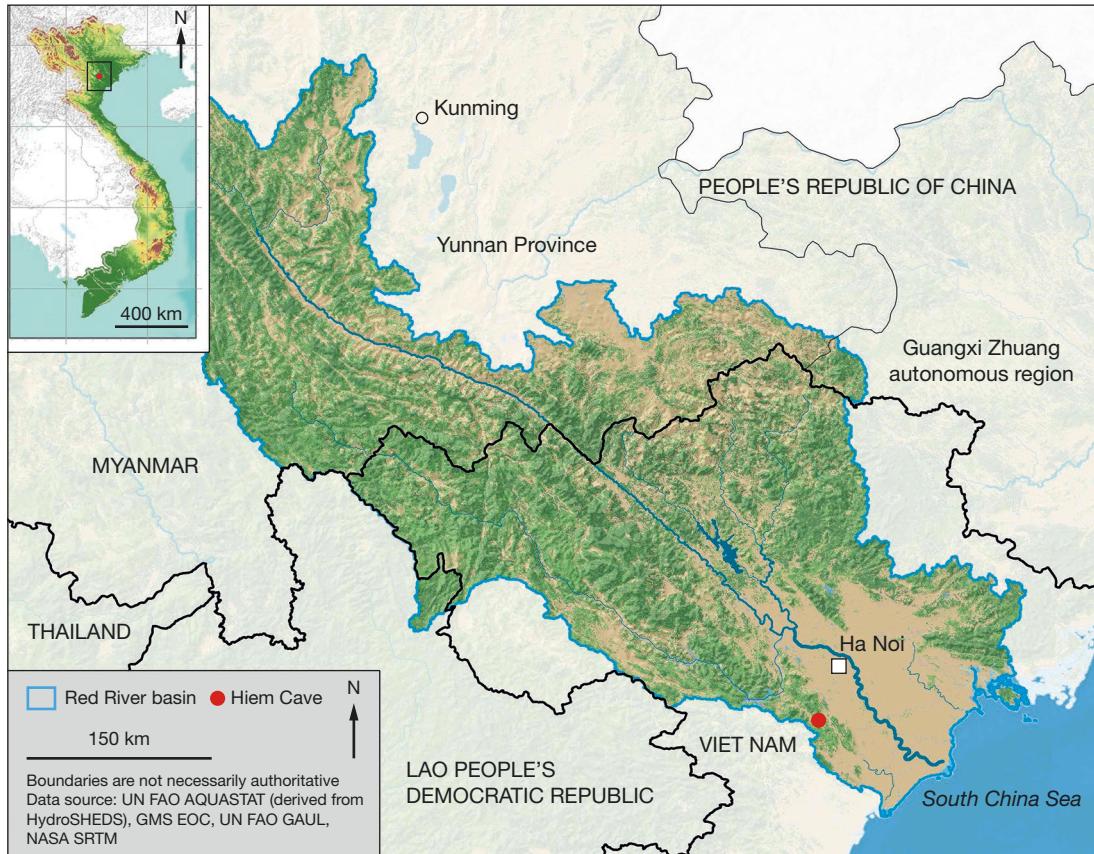 N
400 km
Kunming
PEOPLE'S REPUBLIC OF CHINA
Yunnan Province
Guangxi Zhuang
autonomous region
MYANMAR
THAILAND
Ha Noi
VIET NAM
LAO PEOPLE'S
DEMOCRATIC REPUBLIC
South China Sea
Red River basin
Hiem Cave
N
150 km
Boundaries are not necessarily authoritative
Data source: UN FAO AQUASTAT (derived from
HydroSHEDS), GMS EOC, UN FAO GAUL,
NASA SRTM